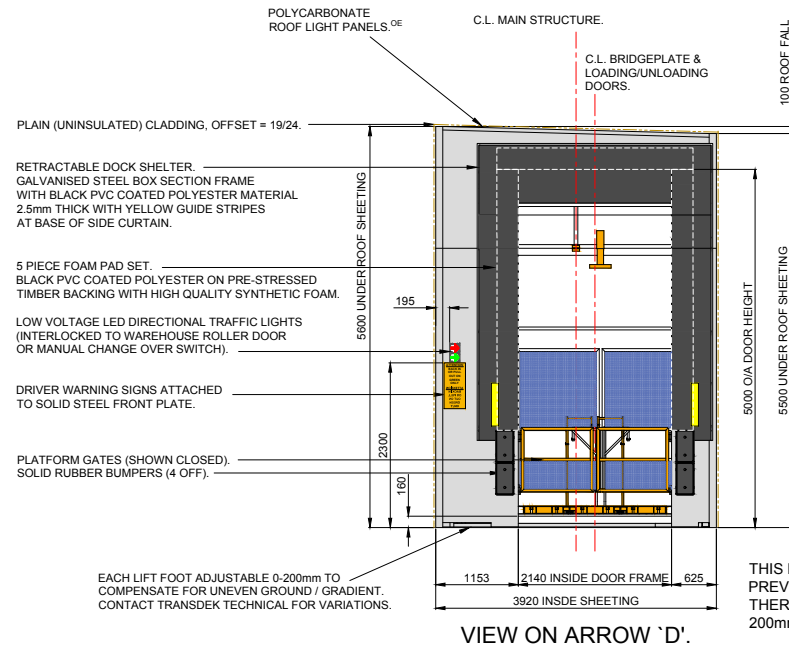 POLYCARBONATE
ROOF LIGHT PANELS.OE
C.L. MAIN STRUCTURE.
C.L. BRIDGEPLATE &
LOADING/UNLOADING
DOORS.
100 ROOF FALL
PLAIN (UNINSULATED) CLADDING, OFFSET = 19/24.
RETRACTABLE DOCK SHELTER.
GALVANISED STEEL BOX SECTION FRAME
WITH BLACK PVC COATED POLYESTER MATERIAL
2.5mm THICK WITH YELLOW GUIDE STRIPES
AT BASE OF SIDE CURTAIN.
5 PIECE FOAM PAD SET.
BLACK PVC COATED POLYESTER ON PRE-STRESSED
TIMBER BACKING WITH HIGH QUALITY SYNTHETIC FOAM.
LOW VOLTAGE LED DIRECTIONAL TRAFFIC LIGHTS
(INTERLOCKED TO WAREHOUSE ROLLER DOOR
OR MANUAL CHANGE OVER SWITCH).
DRIVER WARNING SIGNS ATTACHED
TO SOLID STEEL FRONT PLATE.
PLATFORM GATES (SHOWN CLOSED).
SOLID RUBBER BUMPERS (4 OFF).
EACH LIFT FOOT ADJUSTABLE 0-200mm TO
COMPENSATE FOR UNEVEN GROUND / GRADIENT.
CONTACT TRANSDEK TECHNICAL FOR VARIATIONS.
5600 UNDER ROOF SHEETING
195
2300
160
5000 O/A DOOR HEIGHT
5500 UNDER ROOF SHEETING
1153
2140 INSIDE DOOR FRAME
625
3920 INSDE SHEETING
VIEW ON ARROW `D'.
THIS
PREV
THER
200mm